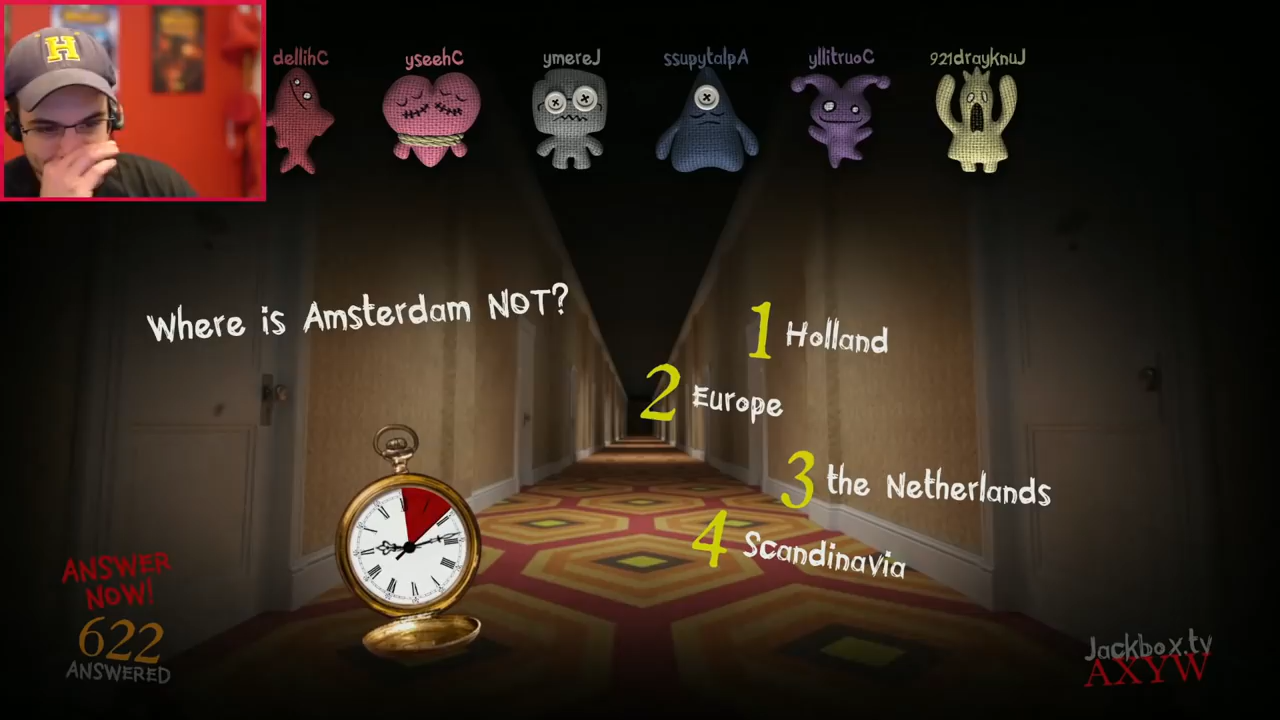 H
dellihC
yseehC
ymereJ
ssupytalpA
yllitruoC
921drayknuJ
Where is Amsterdam NOT?
1 Holland
2 Europe
3 the Netherlands
4 Scandinavia
ANSWER
NOW!
622
ANSWERED
Jackbox.tv
AXYW